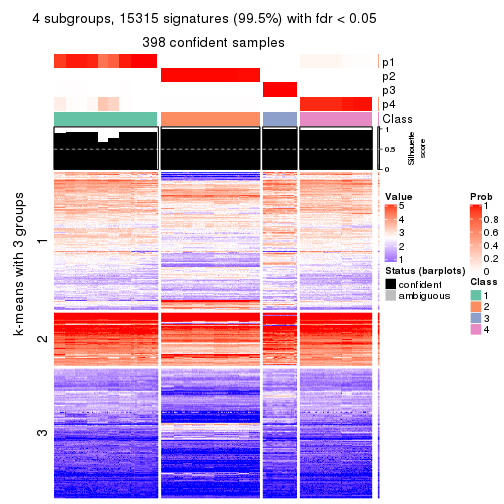 4 subgroups, 15315 signatures (99.5%) with fdr < 0.05
398 confident samples
p1
p2
p3
p4
Class
1
0.5
0
Silhouette
score
k-means with 3 groups
1
2
3
Value
5
4
3
2
1
Status (barplots)
confident
ambiguous
Prob
1
0.8
0.6
0.4
0.2
0
Class
1
2
3
4